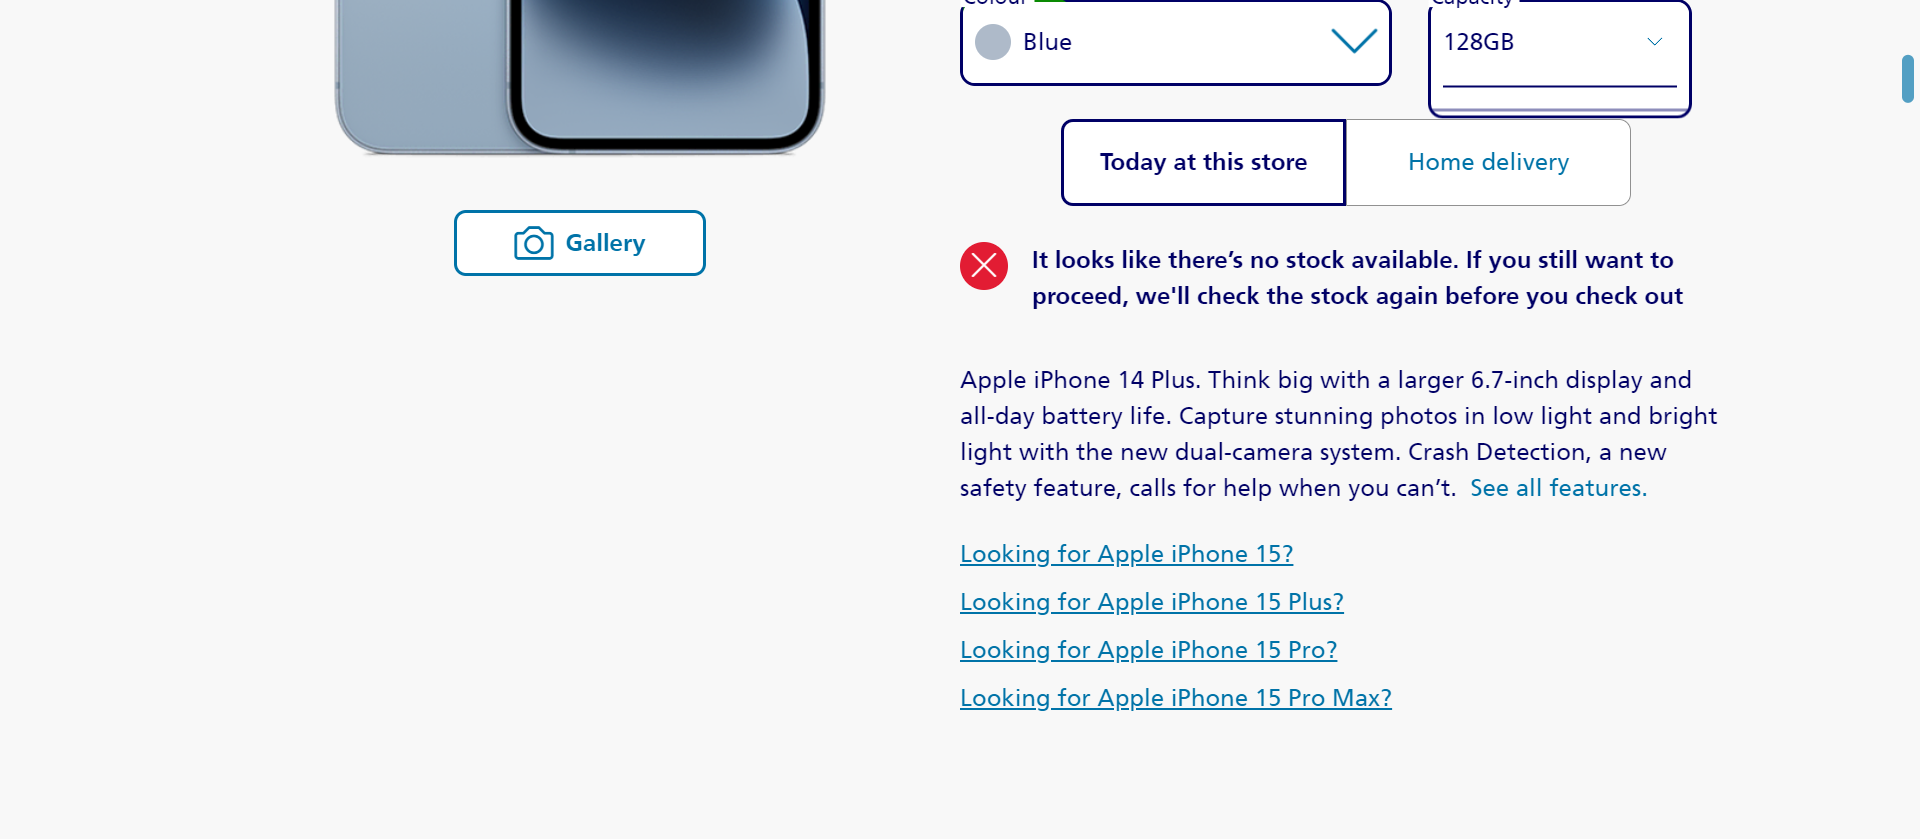 Colour
Capacity
Blue
128GB
Today at this store
Home delivery
Gallery
It looks like there’s no stock available. If you still want to
proceed, we'll check the stock again before you check out
Apple iPhone 14 Plus. Think big with a larger 6.7-inch display and
all-day battery life. Capture stunning photos in low light and bright
light with the new dual-camera system. Crash Detection, a new
safety feature, calls for help when you can’t. See all features.
Looking for Apple iPhone 15?
Looking for Apple iPhone 15 Plus?
Looking for Apple iPhone 15 Pro?
Looking for Apple iPhone 15 Pro Max?